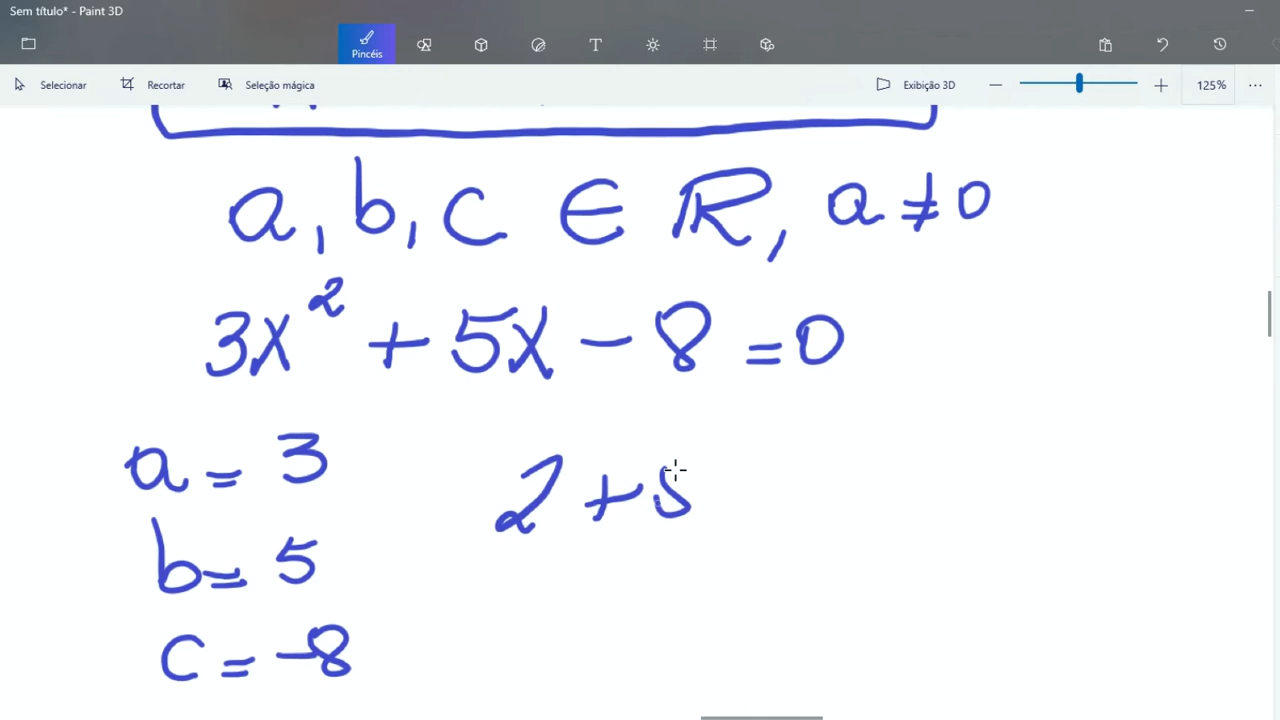 Sem título* - Paint 3D
Pincéis
Selecionar Recortar Seleção mágica Exibição 3D 125%
a, b, c ∈ ℝ, a ≠ 0
3x² + 5x - 8 = 0
a = 3
2 +
b = 5
c = -8